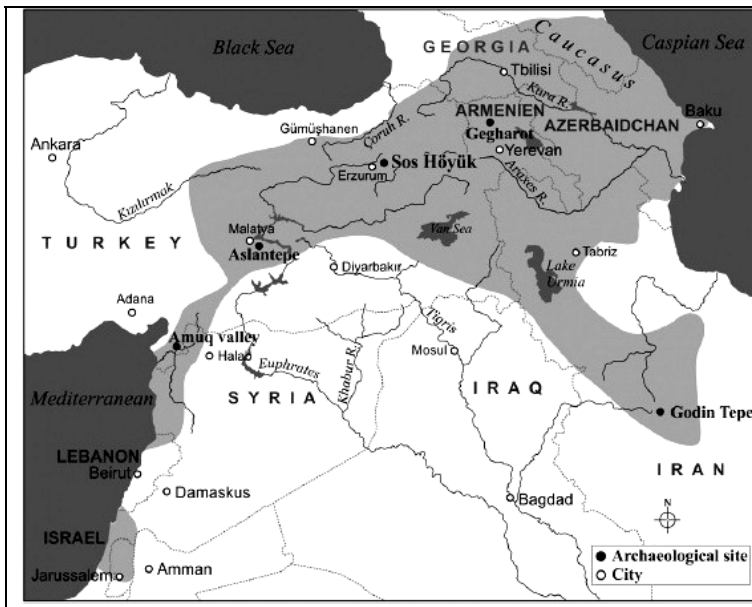 Black Sea
Caspian Sea
GEORGIA
Caucasus
Tbilisi
Kura R.
ARMENIEN
Gegharot
AZERBAIDCHAN
Baku
Gümüşhanen
Çoruh R.
Ankara
Erzurum
Sos Höyük
Yerevan
Araxes R.
Kızılırmak
TURKEY
Malatya
Aslantepe
Van Sea
Lake
Urmia
Tabriz
Diyarbakır
Adana
Tigris
Amuq valley
Halab
Mosul
Euphrates
Khabur R.
SYRIA
IRAQ
Mediterranean
Godin Tepe
LEBANON
Beirut
IRAN
Damaskus
Bagdad
N
ISRAEL
Jarussalem
Amman
Archaeological site
City